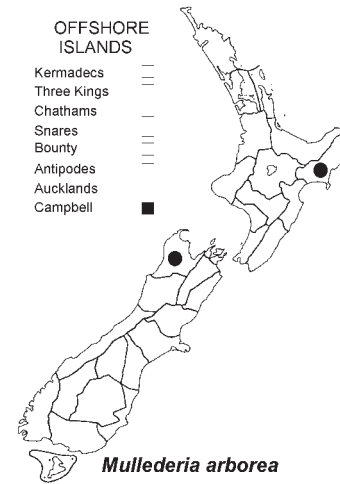 OFFSHORE
ISLANDS
Kermadecs
Three Kings
Chathams
Snares
Bounty
Antipodes
Aucklands
Campbell
Mullederia arborea